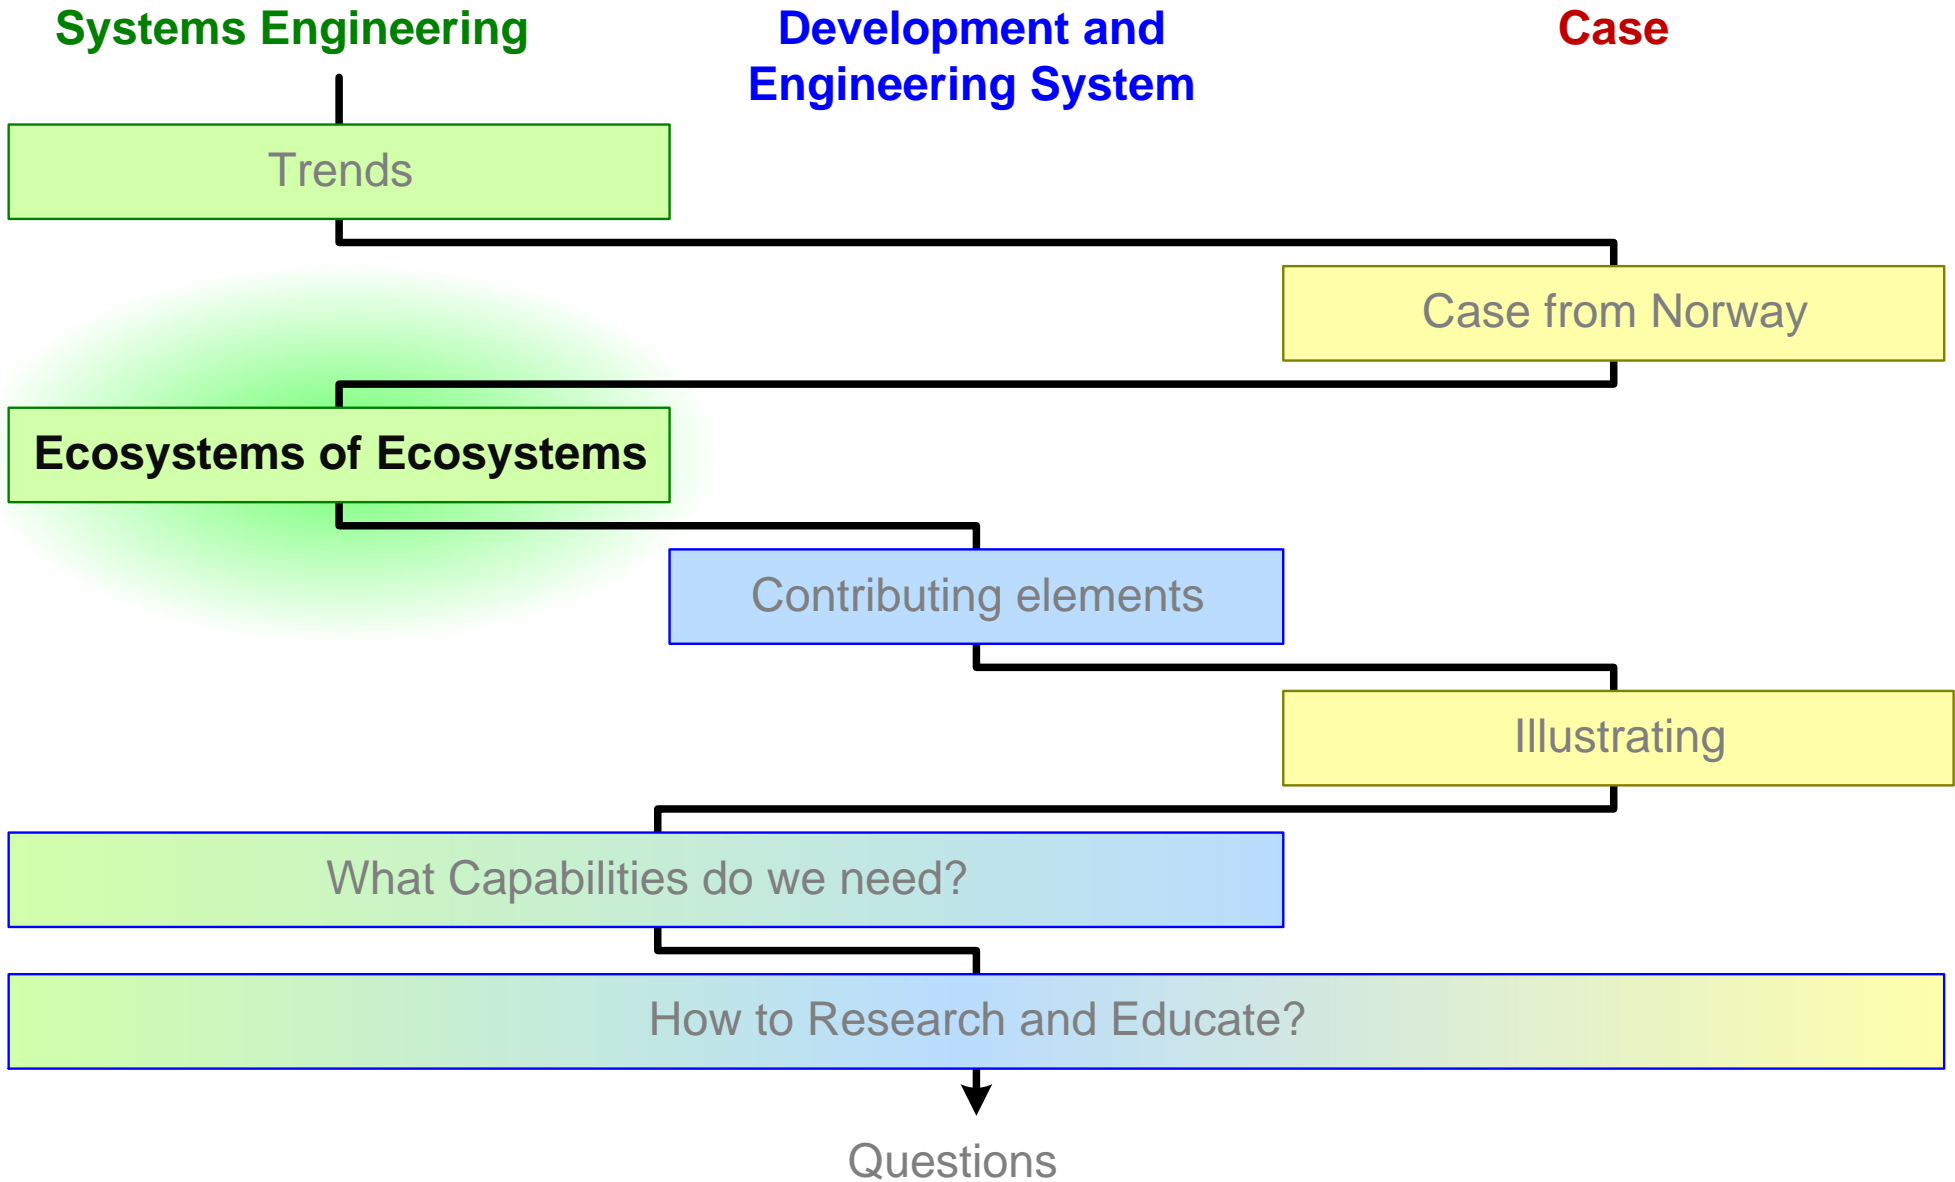 Systems Engineering
Development and
Engineering System
Case
Trends
Case from Norway
Ecosystems of Ecosystems
Contributing elements
Illustrating
What Capabilities do we need?
How to Research and Educate?
Questions